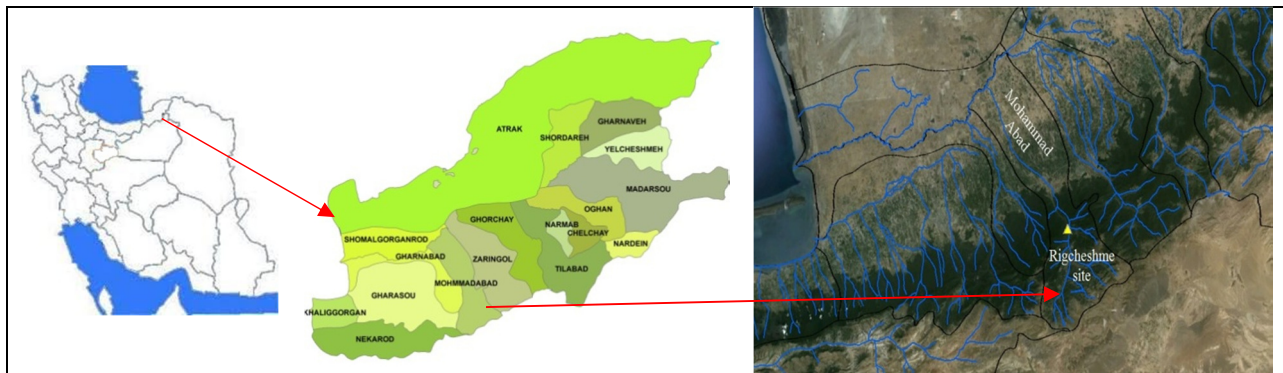 ATRAK
SHORDAREH
GHARNAVEH
YELCHESHMEH
MADARSOU
OGHAN
GHORCHAY
NARMAB
CHELCHAY
NARDEIN
SHOMALGORGANROD
GHARNABAD
ZARINGOL
TILABAD
MOHMMADABAD
GHARASOU
KHALIGGORGAN
NEKAROD
Mohammad
Abad
Rigcheshme
site